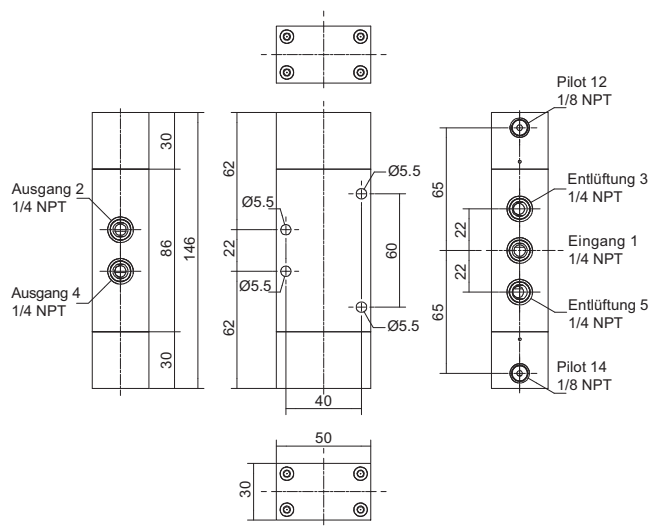 Pilot 12
1/8 NPT
30
62
65
Ausgang 2
1/4 NPT
Ø5.5
Ø5.5
Entlüftung 3
1/4 NPT
22
86
146
22
60
Eingang 1
1/4 NPT
22
Ausgang 4
1/4 NPT
Ø5.5
Ø5.5
Entlüftung 5
1/4 NPT
30
62
65
Pilot 14
1/8 NPT
40
50
30